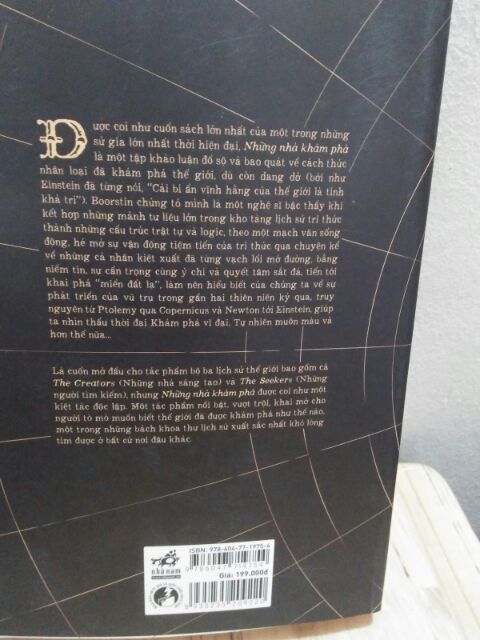 Được coi như cuốn sách lớn nhất của một trong những
sử gia lớn nhất thời hiện đại, Những nhà khám phá
là một tập khảo luận đồ sộ và bao quát về cách thức
nhân loại đã khám phá thế giới, dù còn dang dở (bởi như
Einstein đã từng nói, "Cái bí ẩn vĩnh hằng của thế giới là tính
khả tri"). Boorstin chứng tỏ mình là một nghệ sĩ bậc thầy khi
kết hợp những mảnh tư liệu lớn trong kho tàng lịch sử tri thức
thành những cấu trúc trật tự và logic, theo một mạch văn sống
động, hé mở sự vận động tiệm tiến của tri thức qua chuyện kể
về những cá nhân kiệt xuất đã từng vạch lối mở đường, bằng
niềm tin, sự cẩn trọng cùng ý chí và quyết tâm sắt đá, tiến tới
khai phá "miền đất lạ", làm nên hiểu biết của chúng ta về sự
phát triển của vũ trụ trong gần hai thiên niên kỷ qua, truy
nguyên từ Ptolemy qua Copernicus và Newton tới Einstein, giúp
ta nhìn thấu thời đại Khám phá vĩ đại, Tự nhiên muôn màu và
hơn thế nữa...
Là cuốn mở đầu cho tác phẩm bộ ba lịch sử thế giới bao gồm cả
The Creators (Những nhà sáng tạo) và The Seekers (Những
người tìm kiếm), nhưng Những nhà khám phá được coi như một
kiệt tác độc lập. Một tác phẩm nổi bật, vượt trội, khai mở cho
người tò mò muốn biết thế giới đã được khám phá như thế nào,
một trong những bách khoa thư lịch sử xuất sắc nhất khó lòng
tìm được ở bất cứ nơi đâu khác.
nhã nam
ISBN: 978-604-77-1975-4
9 786047 719754
Giá: 199.000đ